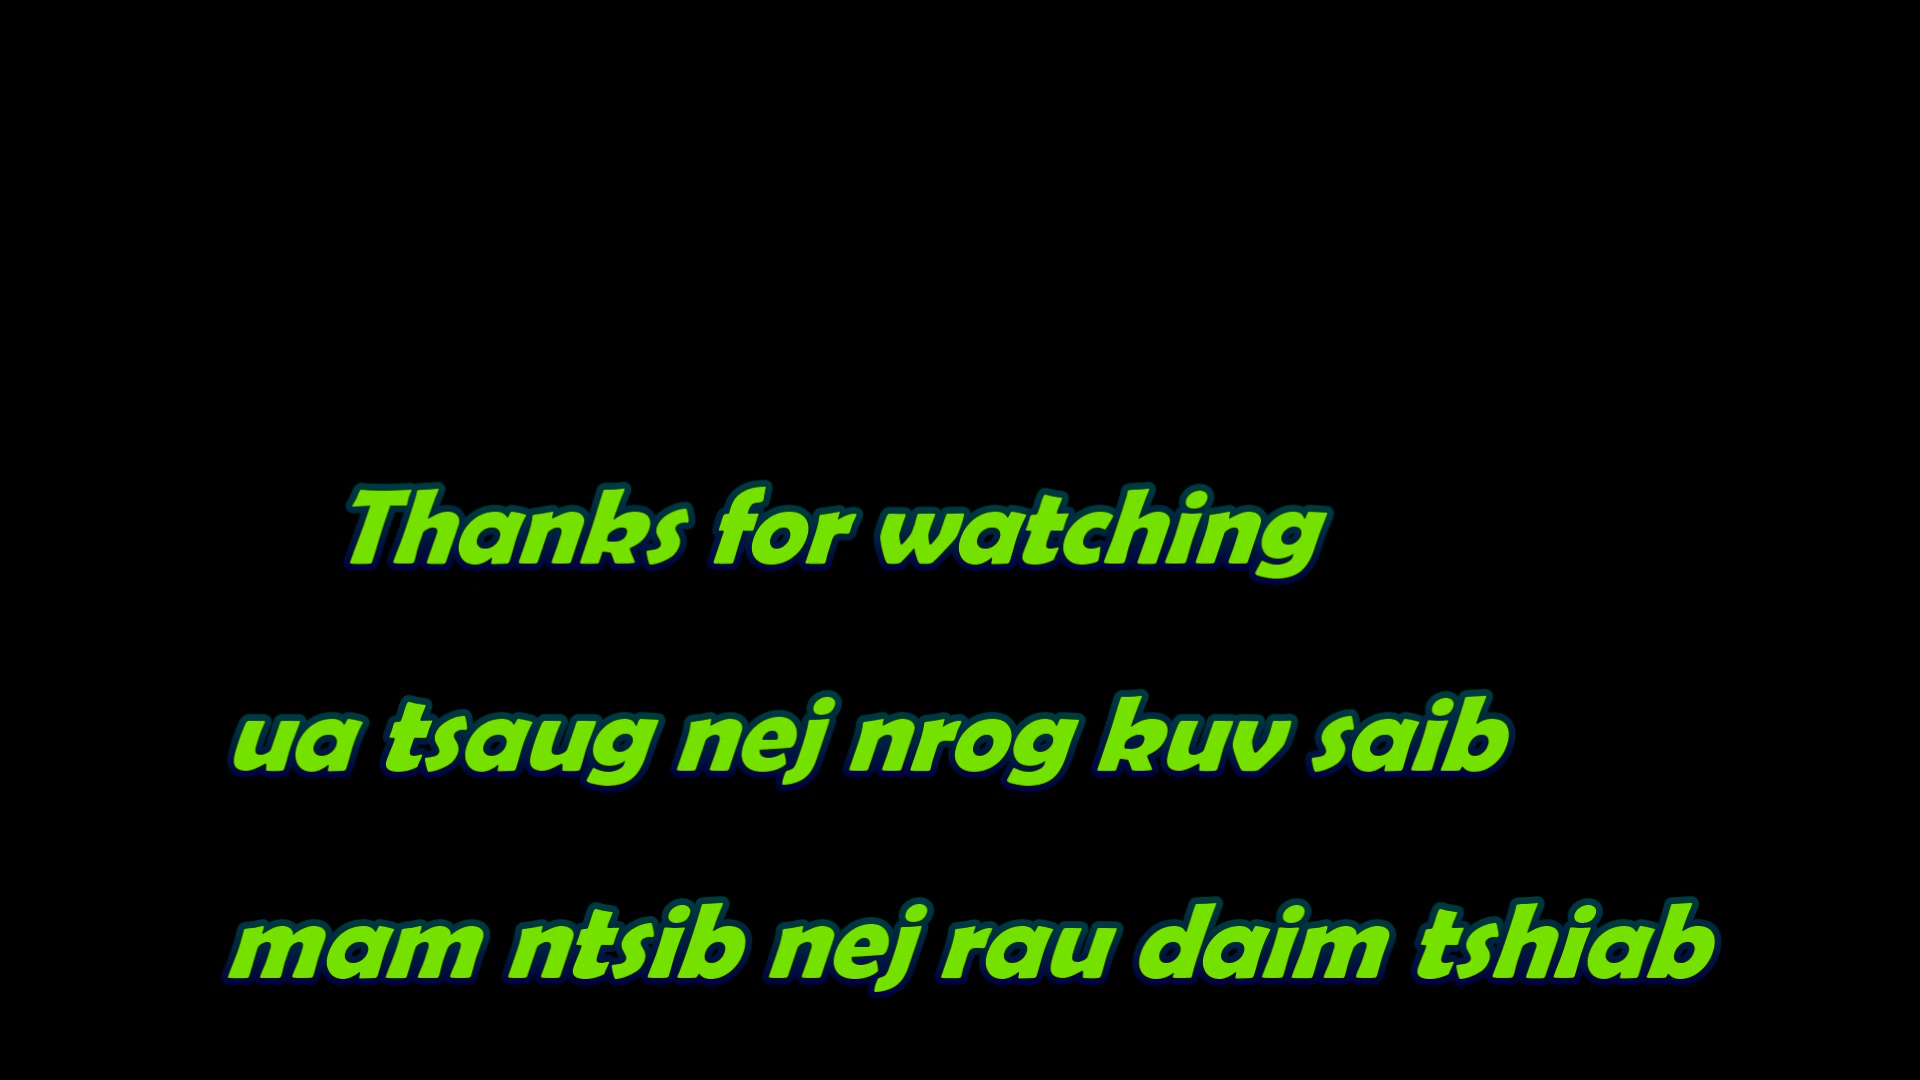 Thanks for watching
ua tsaug nej nrog kuv saib
mam ntsib nej rau daim tshiab